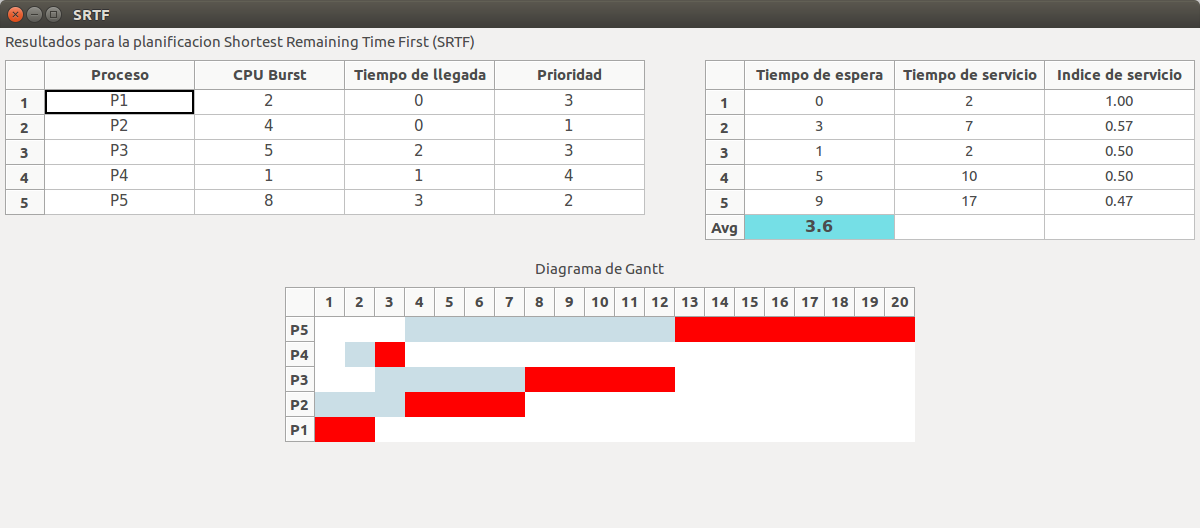 SRTF
Resultados para la planificacion Shortest Remaining Time First (SRTF)
Proceso CPU Burst Tiempo de llegada Prioridad
1 P1 2 0 3
2 P2 4 0 1
3 P3 5 2 3
4 P4 1 1 4
5 P5 8 3 2
Tiempo de espera Tiempo de servicio Indice de servicio
1 0 2 1.00
2 3 7 0.57
3 1 2 0.50
4 5 10 0.50
5 9 17 0.47
Avg 3.6
Diagrama de Gantt
1 2 3 4 5 6 7 8 9 10 11 12 13 14 15 16 17 18 19 20
P5
P4
P3
P2
P1